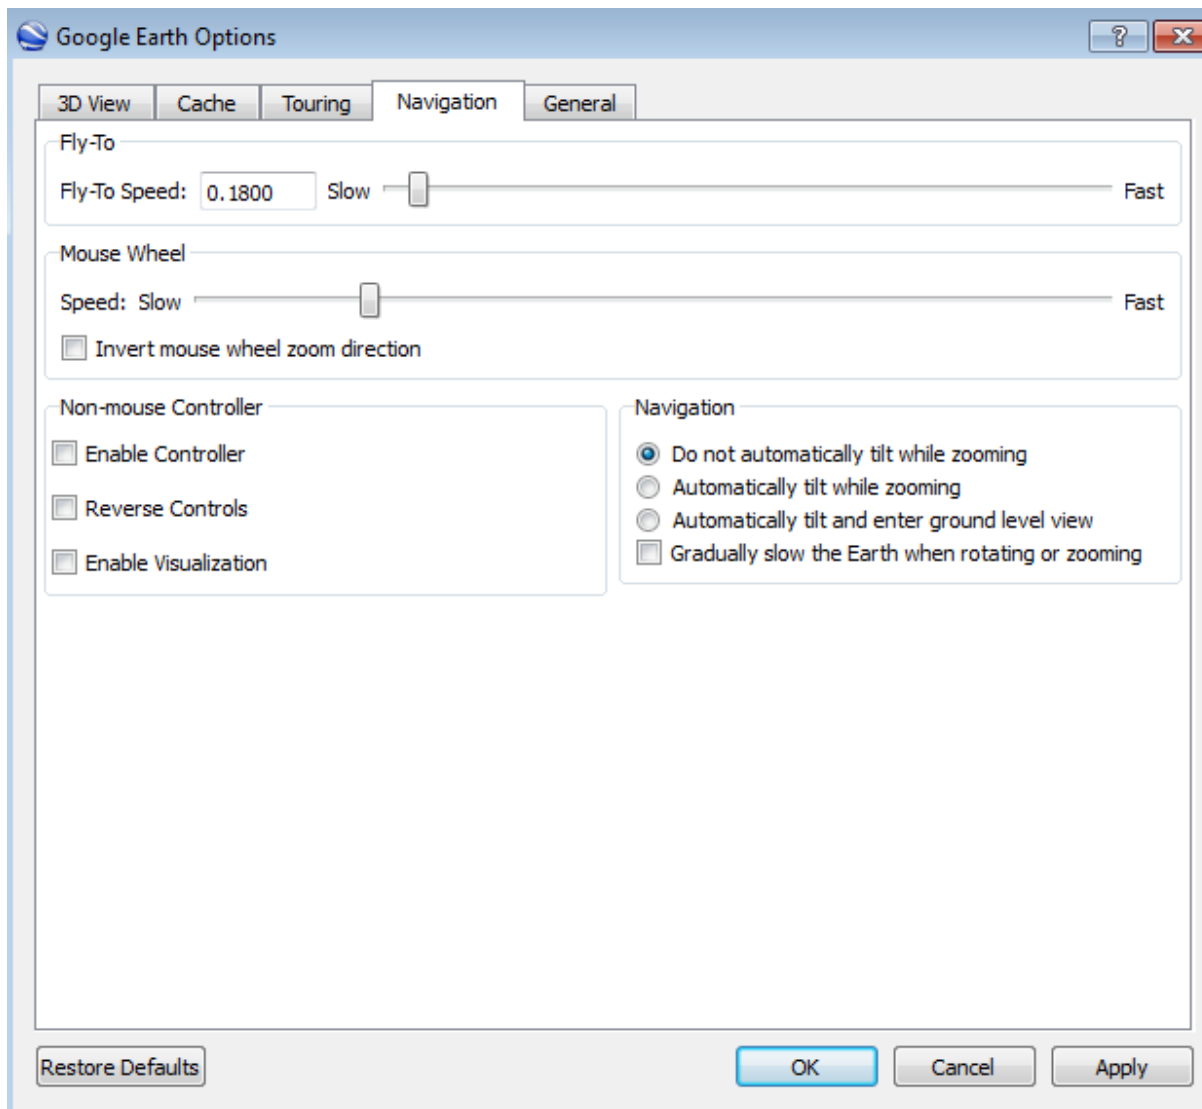 Google Earth Options
3D View Cache Touring Navigation General
Fly-To
Fly-To Speed: 0.1800 Slow Fast
Mouse Wheel
Speed: Slow Fast
Invert mouse wheel zoom direction
Non-mouse Controller
Enable Controller
Reverse Controls
Enable Visualization
Navigation
Do not automatically tilt while zooming
Automatically tilt while zooming
Automatically tilt and enter ground level view
Gradually slow the Earth when rotating or zooming
Restore Defaults OK Cancel Apply